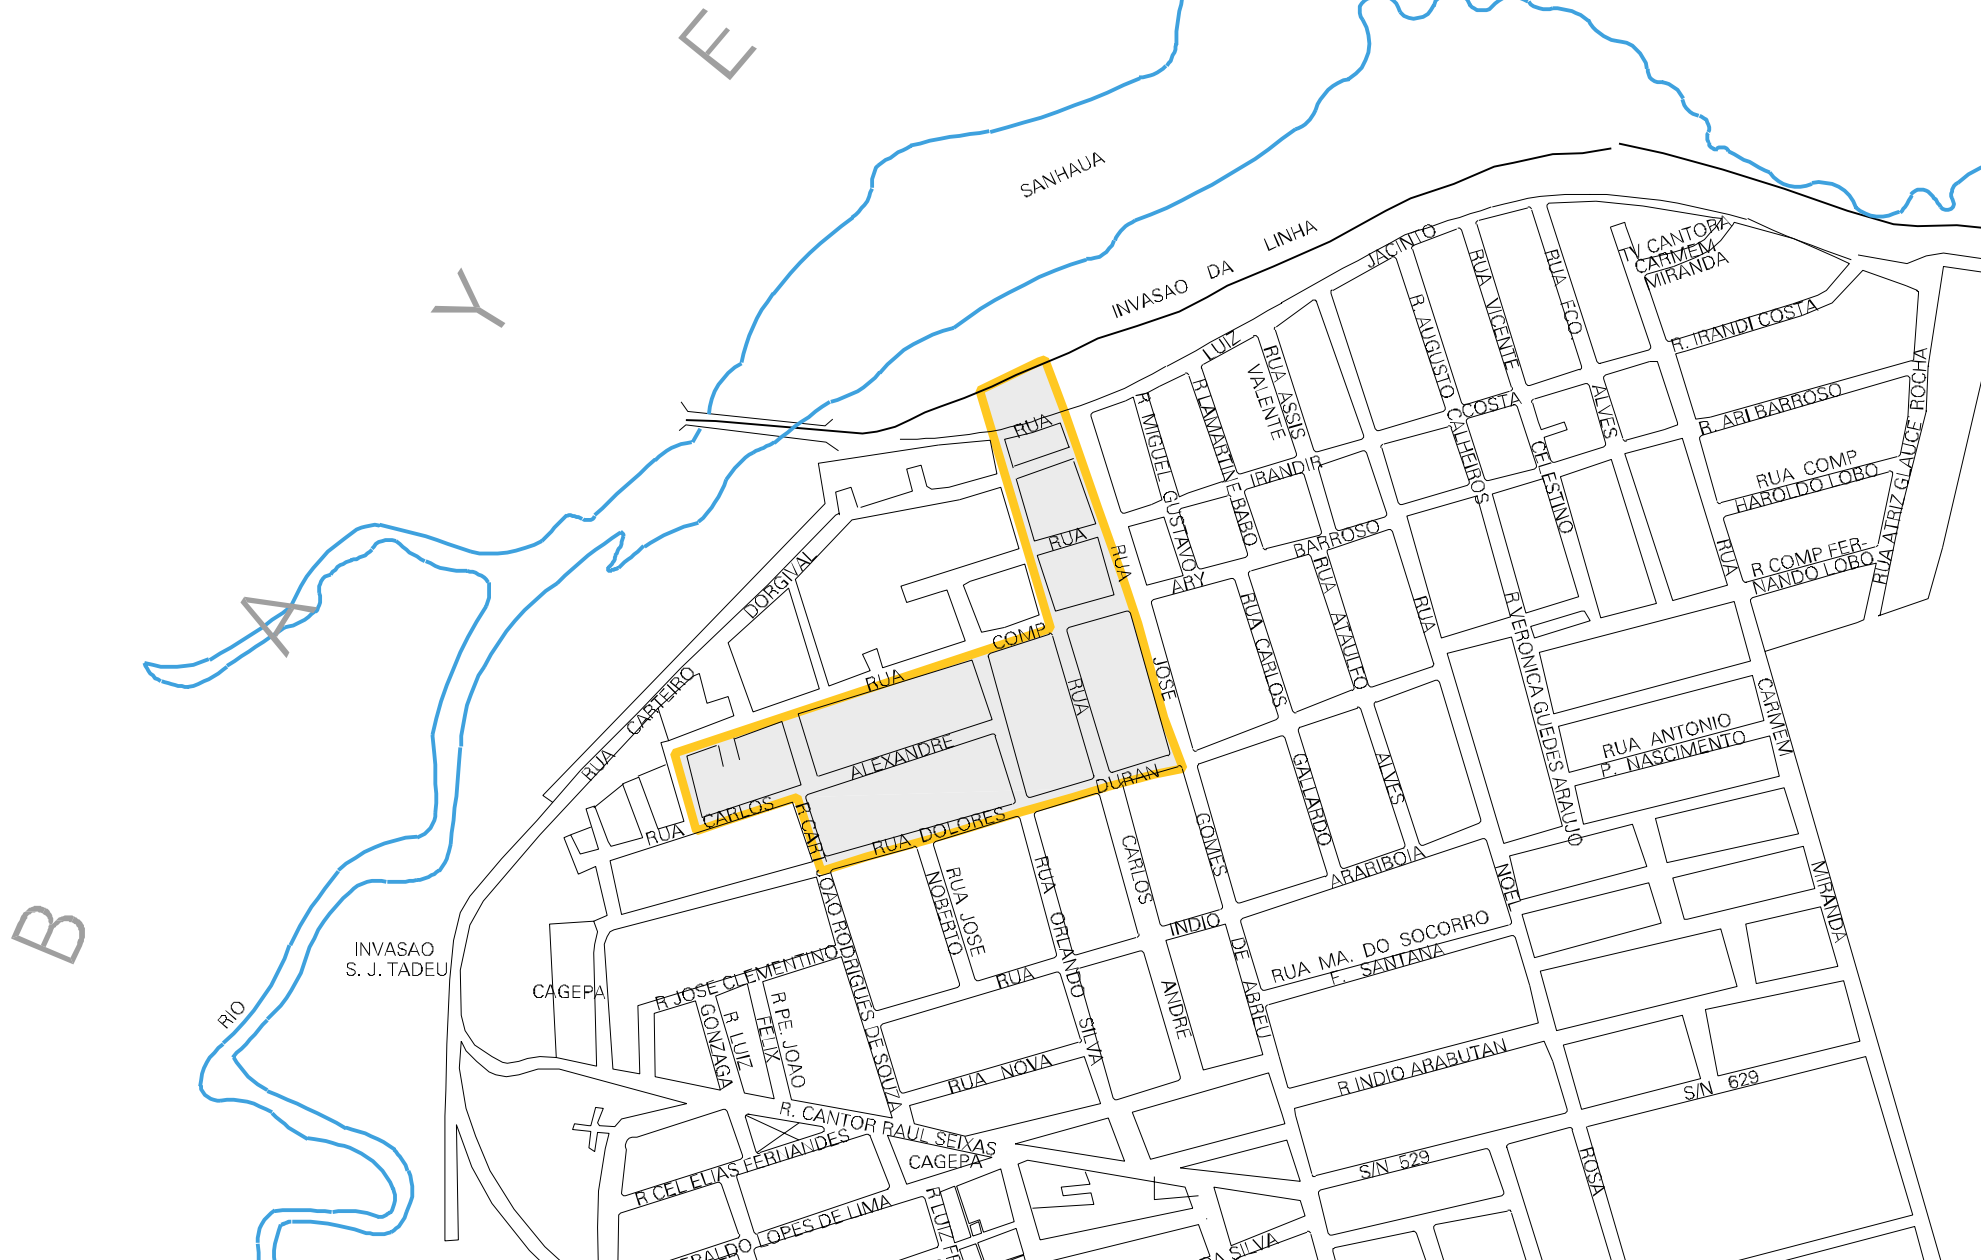 E
SANHAUA
Y
A
B
INVASAO DA LINHA
LUIZ
JACINTO
TV CANTORA
CARMEM
MIRANDA
RUA VICENTE
RUA FCO.
R. IRANDI COSTA
R. AUGUSTO CALHEIROS
RUA ASSIS
VALENTE
R LAMARTINE BABO
R MIGUEL GUSTAVO
COSTA
ALVES
R. ARI BARROSO
RUA
IRANDIR
CELESTINO
RUA COMP
HAROLDO LOBO
RUA ATRIZ GLAUCE ROCHA
RUA
BARROSO
ARY
RUA
RUA
R COMP FER-
NANDO LOBO
DORGIVAL
RUA ATAULFO
RUA
RUA CARLOS
R VERONICA GUEDES ARAUJO
COMP
RUA
RUA
JOSE
CARMEM
RUA CARTEIRO
RUA ANTONIO
P. NASCIMENTO
ALEXANDRE
DURAN
GALLARDO
ALVES
RUA CARLOS
R CART
RUA DOLORES
GOMES
CARLOS
ARARIBOIA
NOEL
MIRANDA
JOAO RODRIGUES DE SOUZA
NOBERTO
RUA JOSE
RUA ORLANDO
SILVA
INDIO
DE
ABREU
RUA MA. DO SOCORRO
F. SANTANA
INVASAO
S. J. TADEU
CAGEPA
R JOSE CLEMENTINO
RUA
ANDRE
RIO
GONZAGA
R LUIZ
FELIX
R PE. JOAO
RUA NOVA
R INDIO ARABUTAN
S/N 629
R. CANTOR RAUL SEIXAS
CAGEPA
R CEL ELIAS FERNANDES
S/N 529
ROSA
LOPES DE LIMA
R LUIZ
SILVA